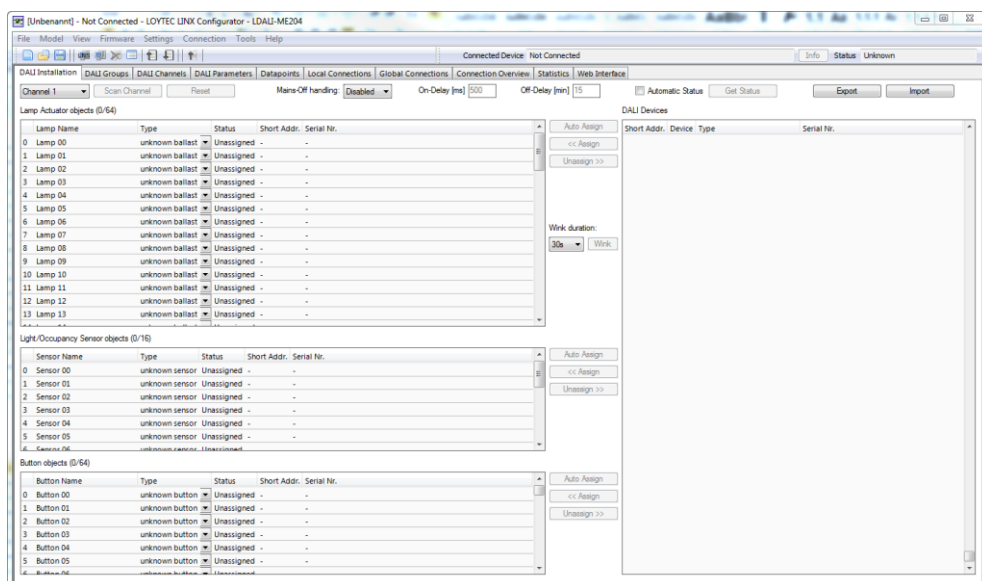 [Unbenannt] - Not Connected - LOYTEC LINX Configurator - LDALI-ME204
File Model View Firmware Settings Connection Tools Help
Connected Device Not Connected Info Status Unknown
DALI Installation DALI Groups DALI Channels DALI Parameters Datapoints Local Connections Global Connections Connection Overview Statistics Web Interface
Channel 1 Scan Channel Reset Mains-Off handling: Disabled On-Delay [ms] 500 Off-Delay [min] 15 Automatic Status Get Status Export Import
Lamp Actuator objects (0/64) DALI Devices
Lamp Name Type Status Short Addr. Serial Nr. Auto Assign Short Addr. Device Type Serial Nr.
0 Lamp 00 unknown ballast Unassigned - - << Assign
1 Lamp 01 unknown ballast Unassigned - -
2 Lamp 02 unknown ballast Unassigned - - Unassign >>
3 Lamp 03 unknown ballast Unassigned - -
4 Lamp 04 unknown ballast Unassigned - -
5 Lamp 05 unknown ballast Unassigned - -
6 Lamp 06 unknown ballast Unassigned - -
7 Lamp 07 unknown ballast Unassigned - - Wink duration:
8 Lamp 08 unknown ballast Unassigned - - 30s Wink
9 Lamp 09 unknown ballast Unassigned - -
10 Lamp 10 unknown ballast Unassigned - -
11 Lamp 11 unknown ballast Unassigned - -
12 Lamp 12 unknown ballast Unassigned - -
13 Lamp 13 unknown ballast Unassigned - -
Light/Occupancy Sensor objects (0/16)
Sensor Name Type Status Short Addr. Serial Nr. Auto Assign
0 Sensor 00 unknown sensor Unassigned - - << Assign
1 Sensor 01 unknown sensor Unassigned - -
2 Sensor 02 unknown sensor Unassigned - - Unassign >>
3 Sensor 03 unknown sensor Unassigned - -
4 Sensor 04 unknown sensor Unassigned - -
5 Sensor 05 unknown sensor Unassigned - -
6 Sensor 06 unknown sensor Unassigned
Button objects (0/64)
Button Name Type Status Short Addr. Serial Nr. Auto Assign
0 Button 00 unknown button Unassigned - - << Assign
1 Button 01 unknown button Unassigned - -
2 Button 02 unknown button Unassigned - - Unassign >>
3 Button 03 unknown button Unassigned - -
4 Button 04 unknown button Unassigned - -
5 Button 05 unknown button Unassigned - -
6 Button 06 unknown button Unassigned